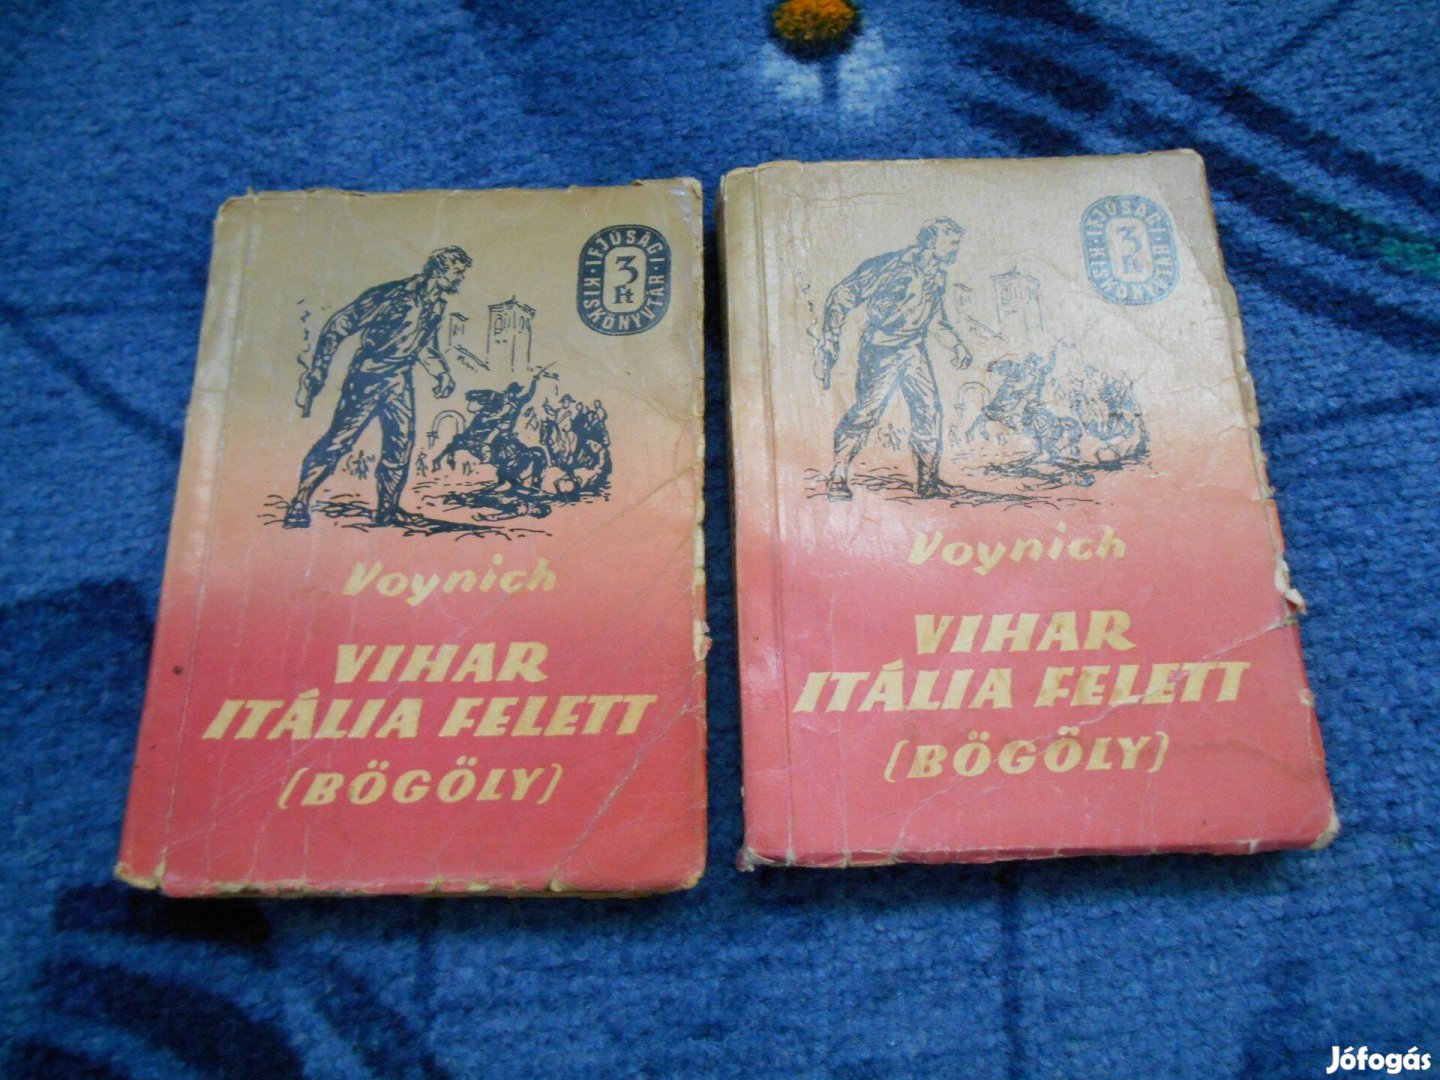 IFJÚSÁGI
3
Ft
KISKÖNYVTÁR
Voynich
VIHAR
ITÁLIA FELETT
(BÖGÖLY)
IFJÚSÁGI
3
Ft
KISKÖNYVTÁR
Voynich
VIHAR
ITÁLIA FELETT
(BÖGÖLY)
Jófogás